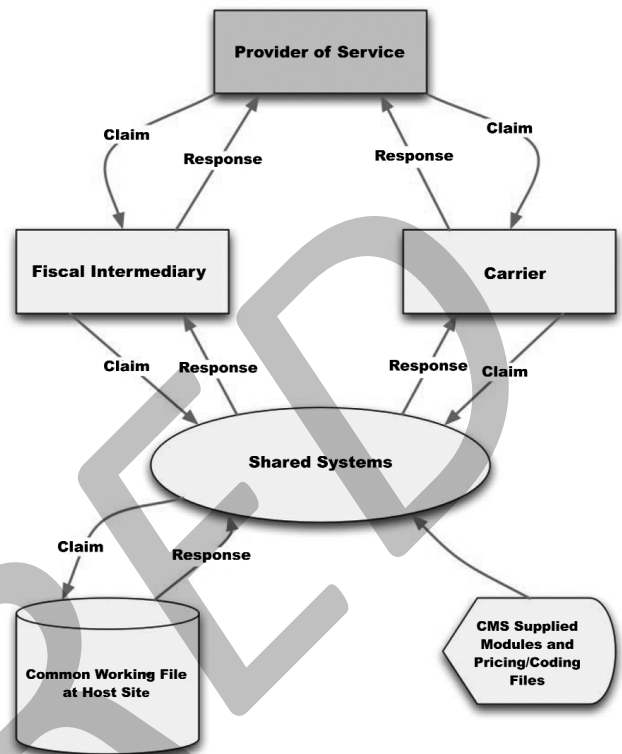 Provider of Service
Claim
Claim
Response
Response
Fiscal Intermediary
Carrier
Claim
Response
Response
Claim
Shared Systems
Claim
Response
CMS Supplied
Modules and
Pricing/Coding
Files
Common Working File
at Host Site